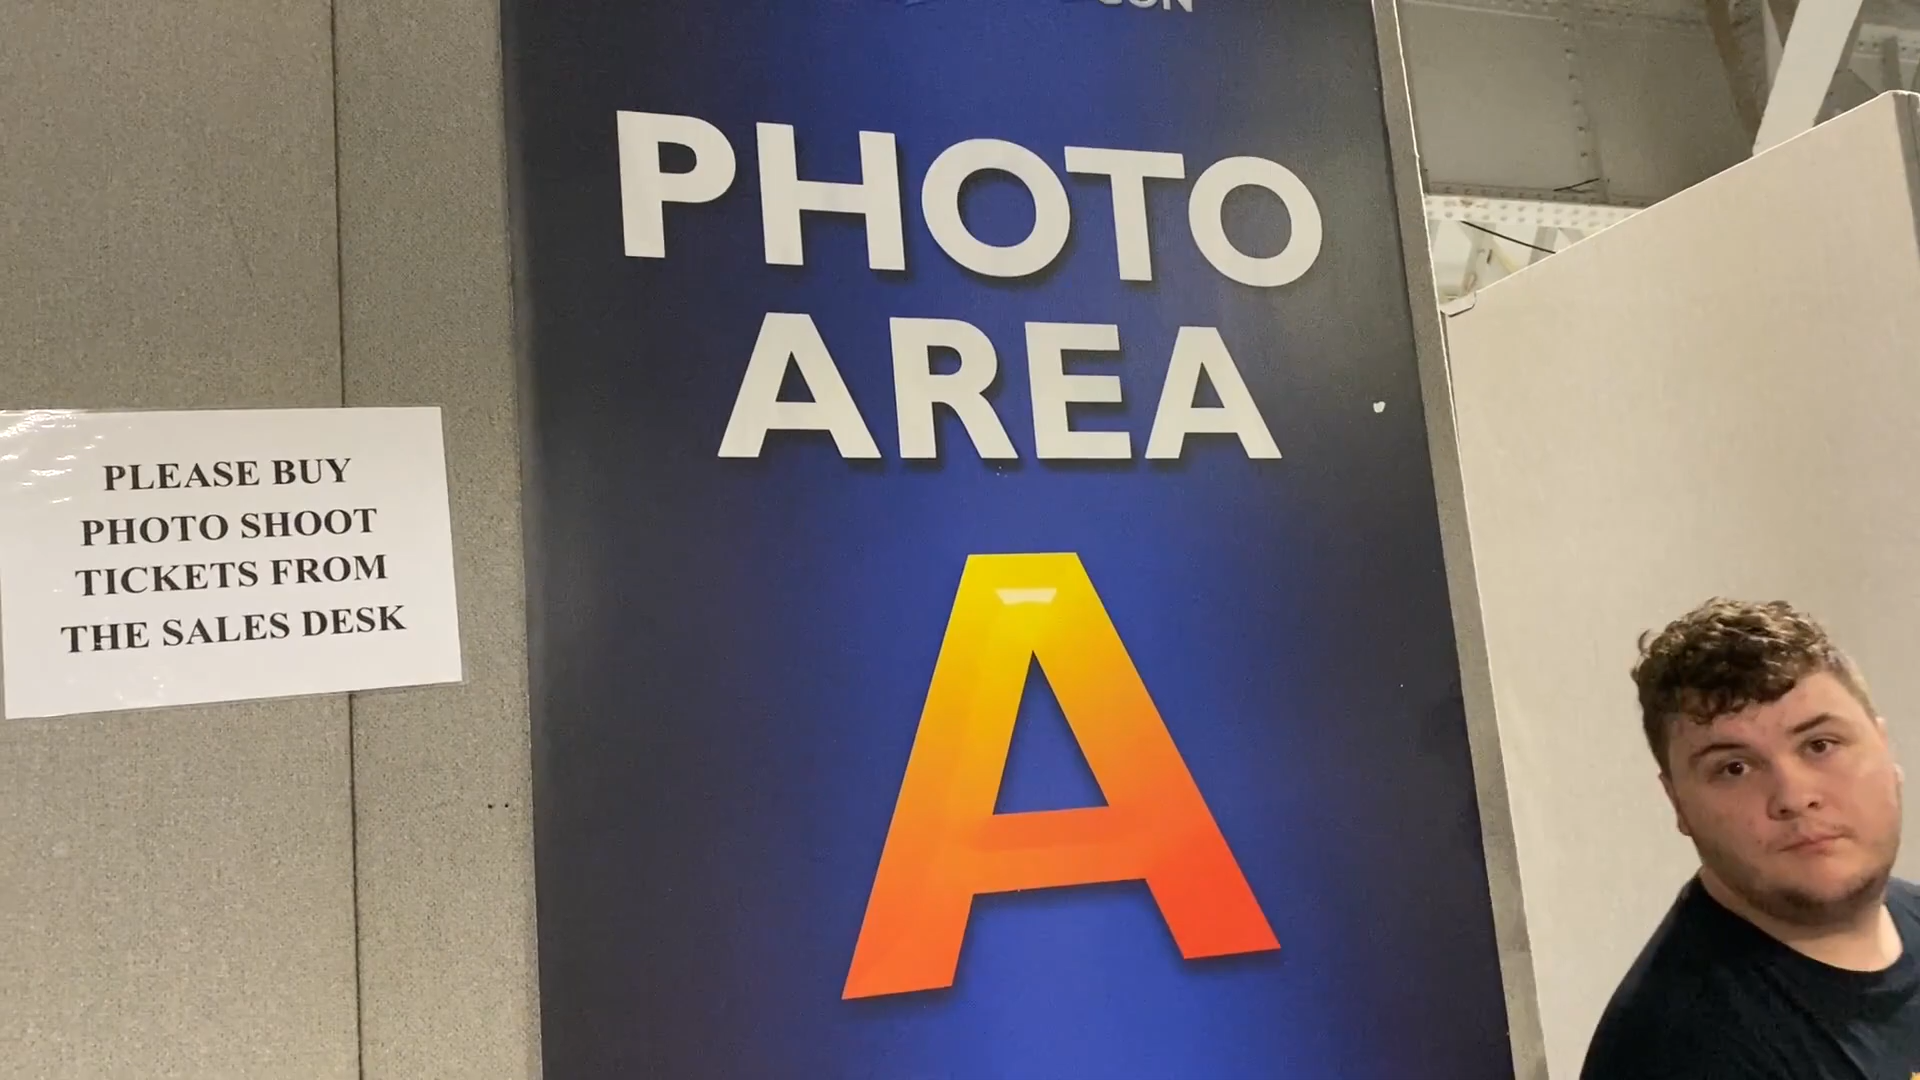 PLEASE BUY
PHOTO SHOOT
TICKETS FROM
THE SALES DESK
PHOTO
AREA
A